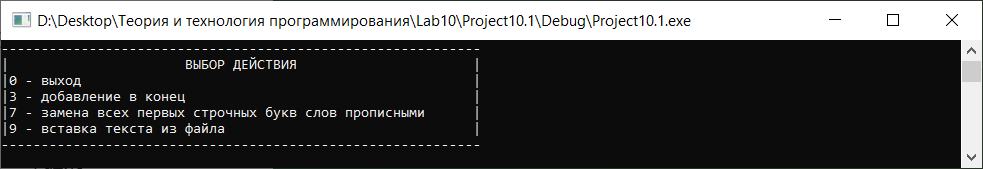 D:\Desktop\Теория и технология программирования\Lab10\Project10.1\Debug\Project10.1.exe
------------------------------------------------------------
|                      ВЫБОР ДЕЙСТВИЯ                      |
|0 - выход                                                 |
|3 - добавление в конец                                    |
|7 - замена всех первых строчных букв слов прописными      |
|9 - вставка текста из файла                               |
------------------------------------------------------------